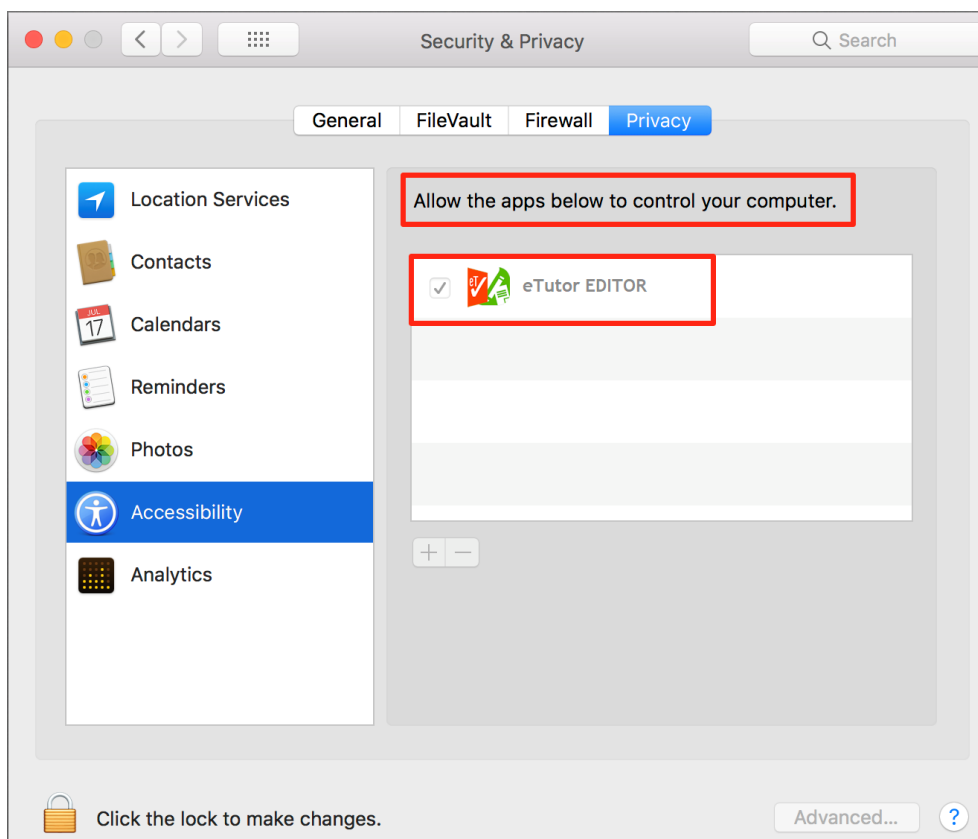 Security & Privacy
Search
General
FileVault
Firewall
Privacy
Location Services
Contacts
JUL
17
Calendars
Reminders
Photos
Accessibility
Analytics
Allow the apps below to control your computer.
eT
eTutor EDITOR
Click the lock to make changes.
Advanced...
?